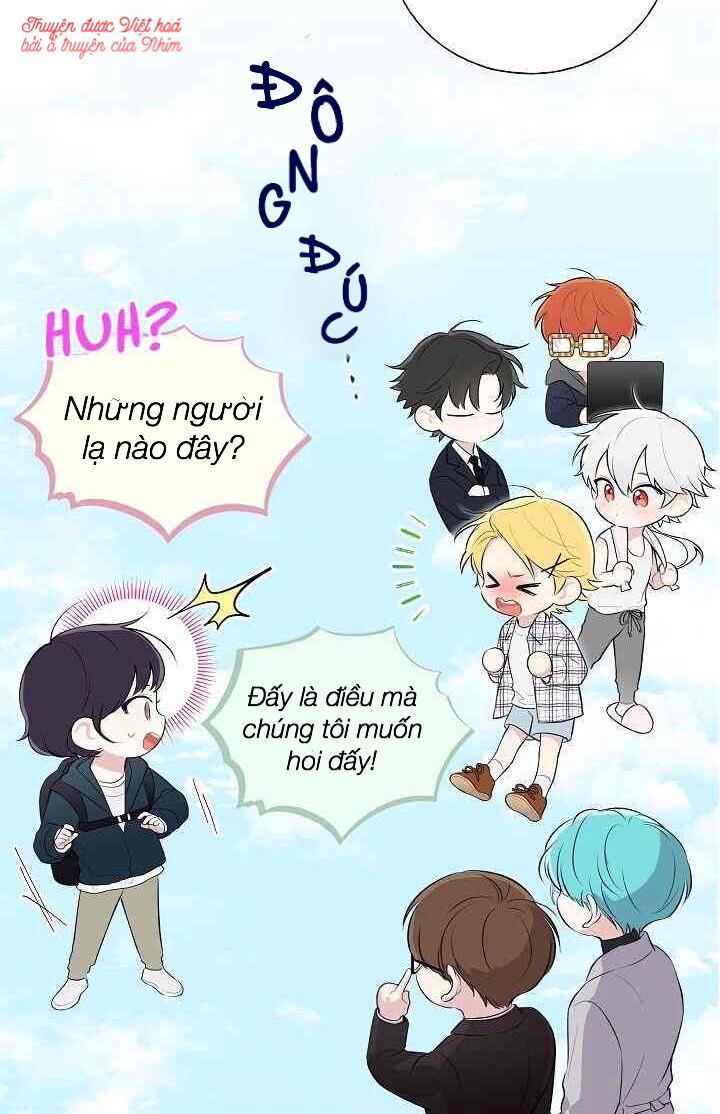 Truyện được Việt hoá
bởi ổ truyện của Nhím
ĐÔNG ĐÚC...
HUH?
Những người
lạ nào đây?
Đấy là điều mà
chúng tôi muốn
hoi đấy!